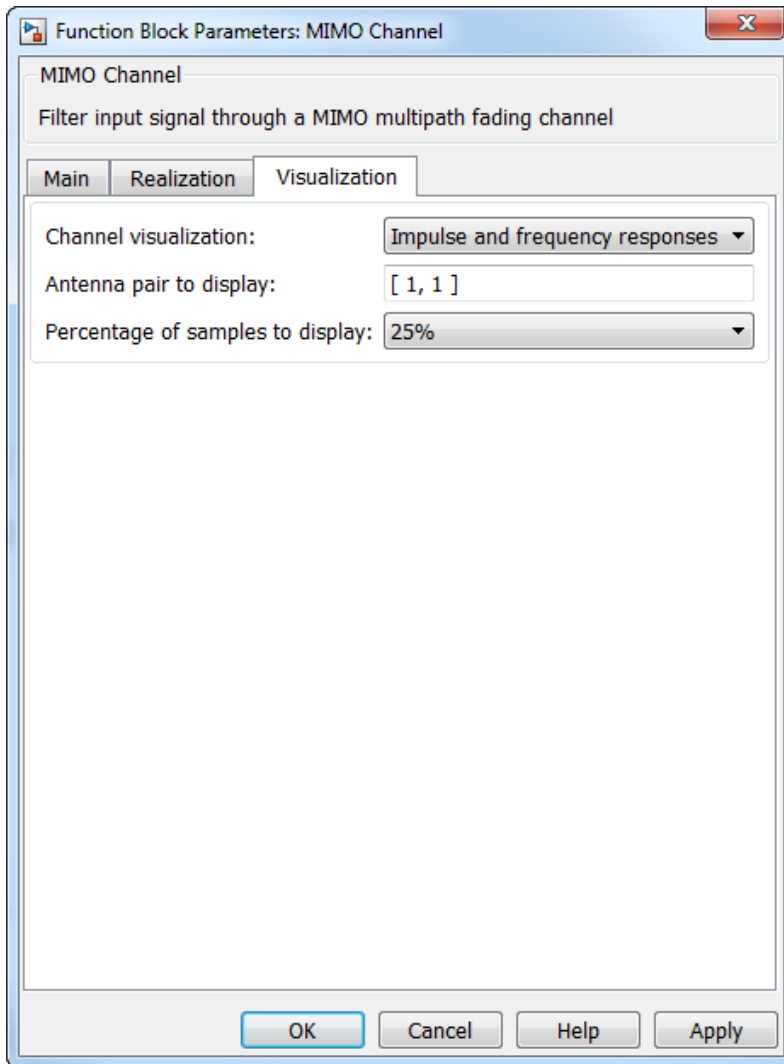 Function Block Parameters: MIMO Channel
MIMO Channel
Filter input signal through a MIMO multipath fading channel
Main Realization Visualization
Channel visualization: Impulse and frequency responses
Antenna pair to display: [ 1, 1 ]
Percentage of samples to display: 25%
OK Cancel Help Apply